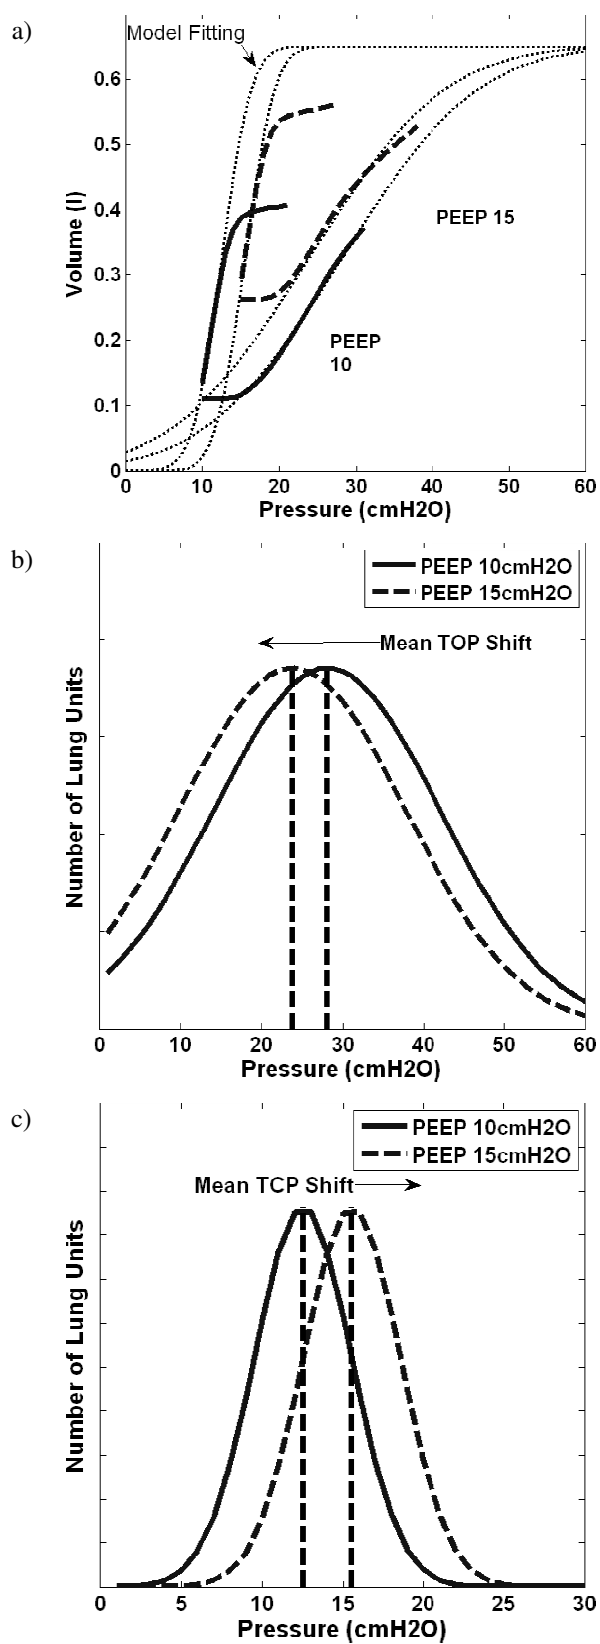 a)
Model Fitting
0.6
0.5
0.4
0.3
0.2
0.1
0
Volume (l)
PEEP 15
PEEP
10
0 10 20 30 40 50 60
Pressure (cmH2O)
b)
PEEP 10cmH2O
PEEP 15cmH2O
Mean TOP Shift
Number of Lung Units
0 10 20 30 40 50 60
Pressure (cmH2O)
c)
PEEP 10cmH2O
PEEP 15cmH2O
Mean TCP Shift
Number of Lung Units
0 5 10 15 20 25 30
Pressure (cmH2O)